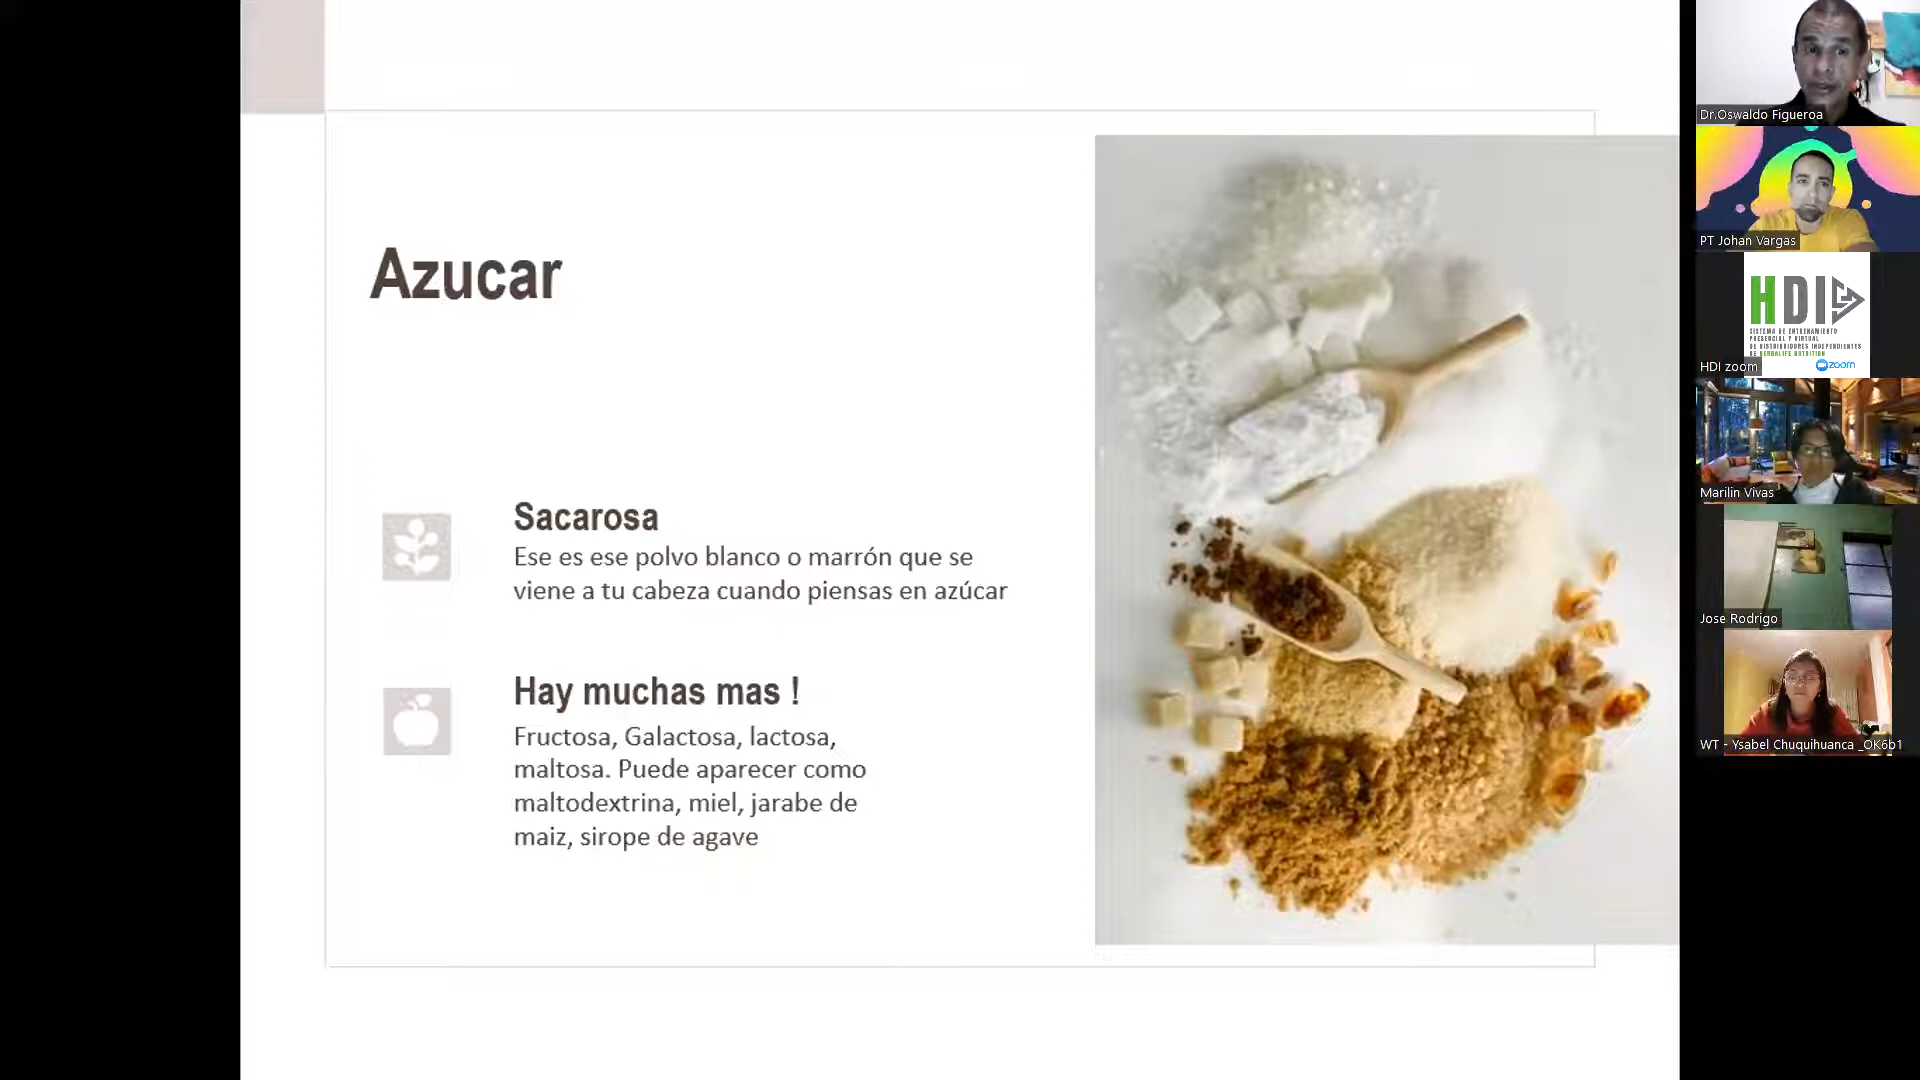 Azucar
Sacarosa
Ese es ese polvo blanco o marrón que se
viene a tu cabeza cuando piensas en azúcar
Hay muchas mas !
Fructosa, Galactosa, lactosa,
maltosa. Puede aparecer como
maltodextrina, miel, jarabe de
maiz, sirope de agave
Dr.Oswaldo Figueroa
PT Johan Vargas
HDI
SISTEMA DE ENTRENAMIENTO
PRESENCIAL Y VIRTUAL
DE DISTRIBUIDORES INDEPENDIENTES
DE HERBALIFE NUTRITION
zoom
HDI zoom
Marilin Vivas
Jose Rodrigo
WT - Ysabel Chuquihuanca _OK6b1